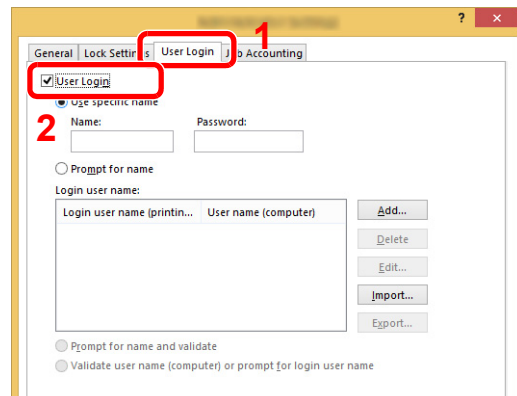 ? ×
1
General Lock Settings User Login Job Accounting
User Login
Use specific name
2
Name: Password:
Prompt for name
Login user name:
Login user name (printin... User name (computer)
Add...
Delete
Edit...
Import...
Export...
Prompt for name and validate
Validate user name (computer) or prompt for login user name